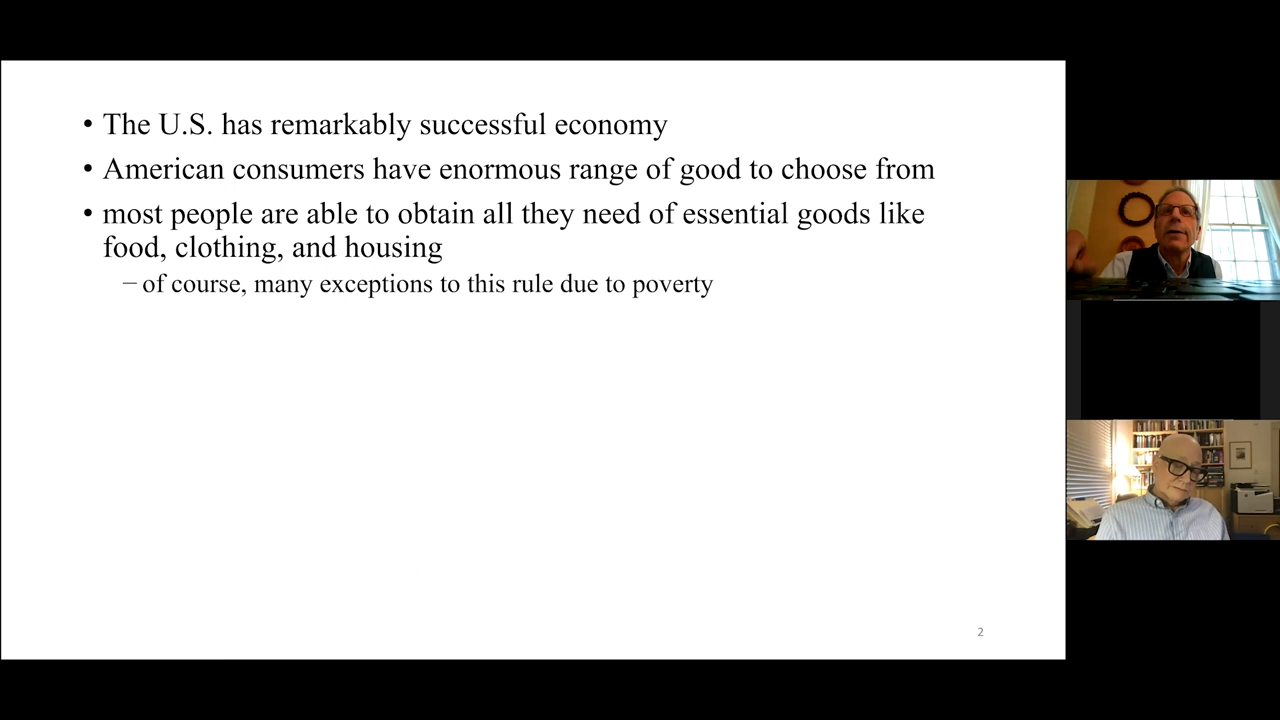 • The U.S. has remarkably successful economy
• American consumers have enormous range of good to choose from
• most people are able to obtain all they need of essential goods like
food, clothing, and housing
– of course, many exceptions to this rule due to poverty
2